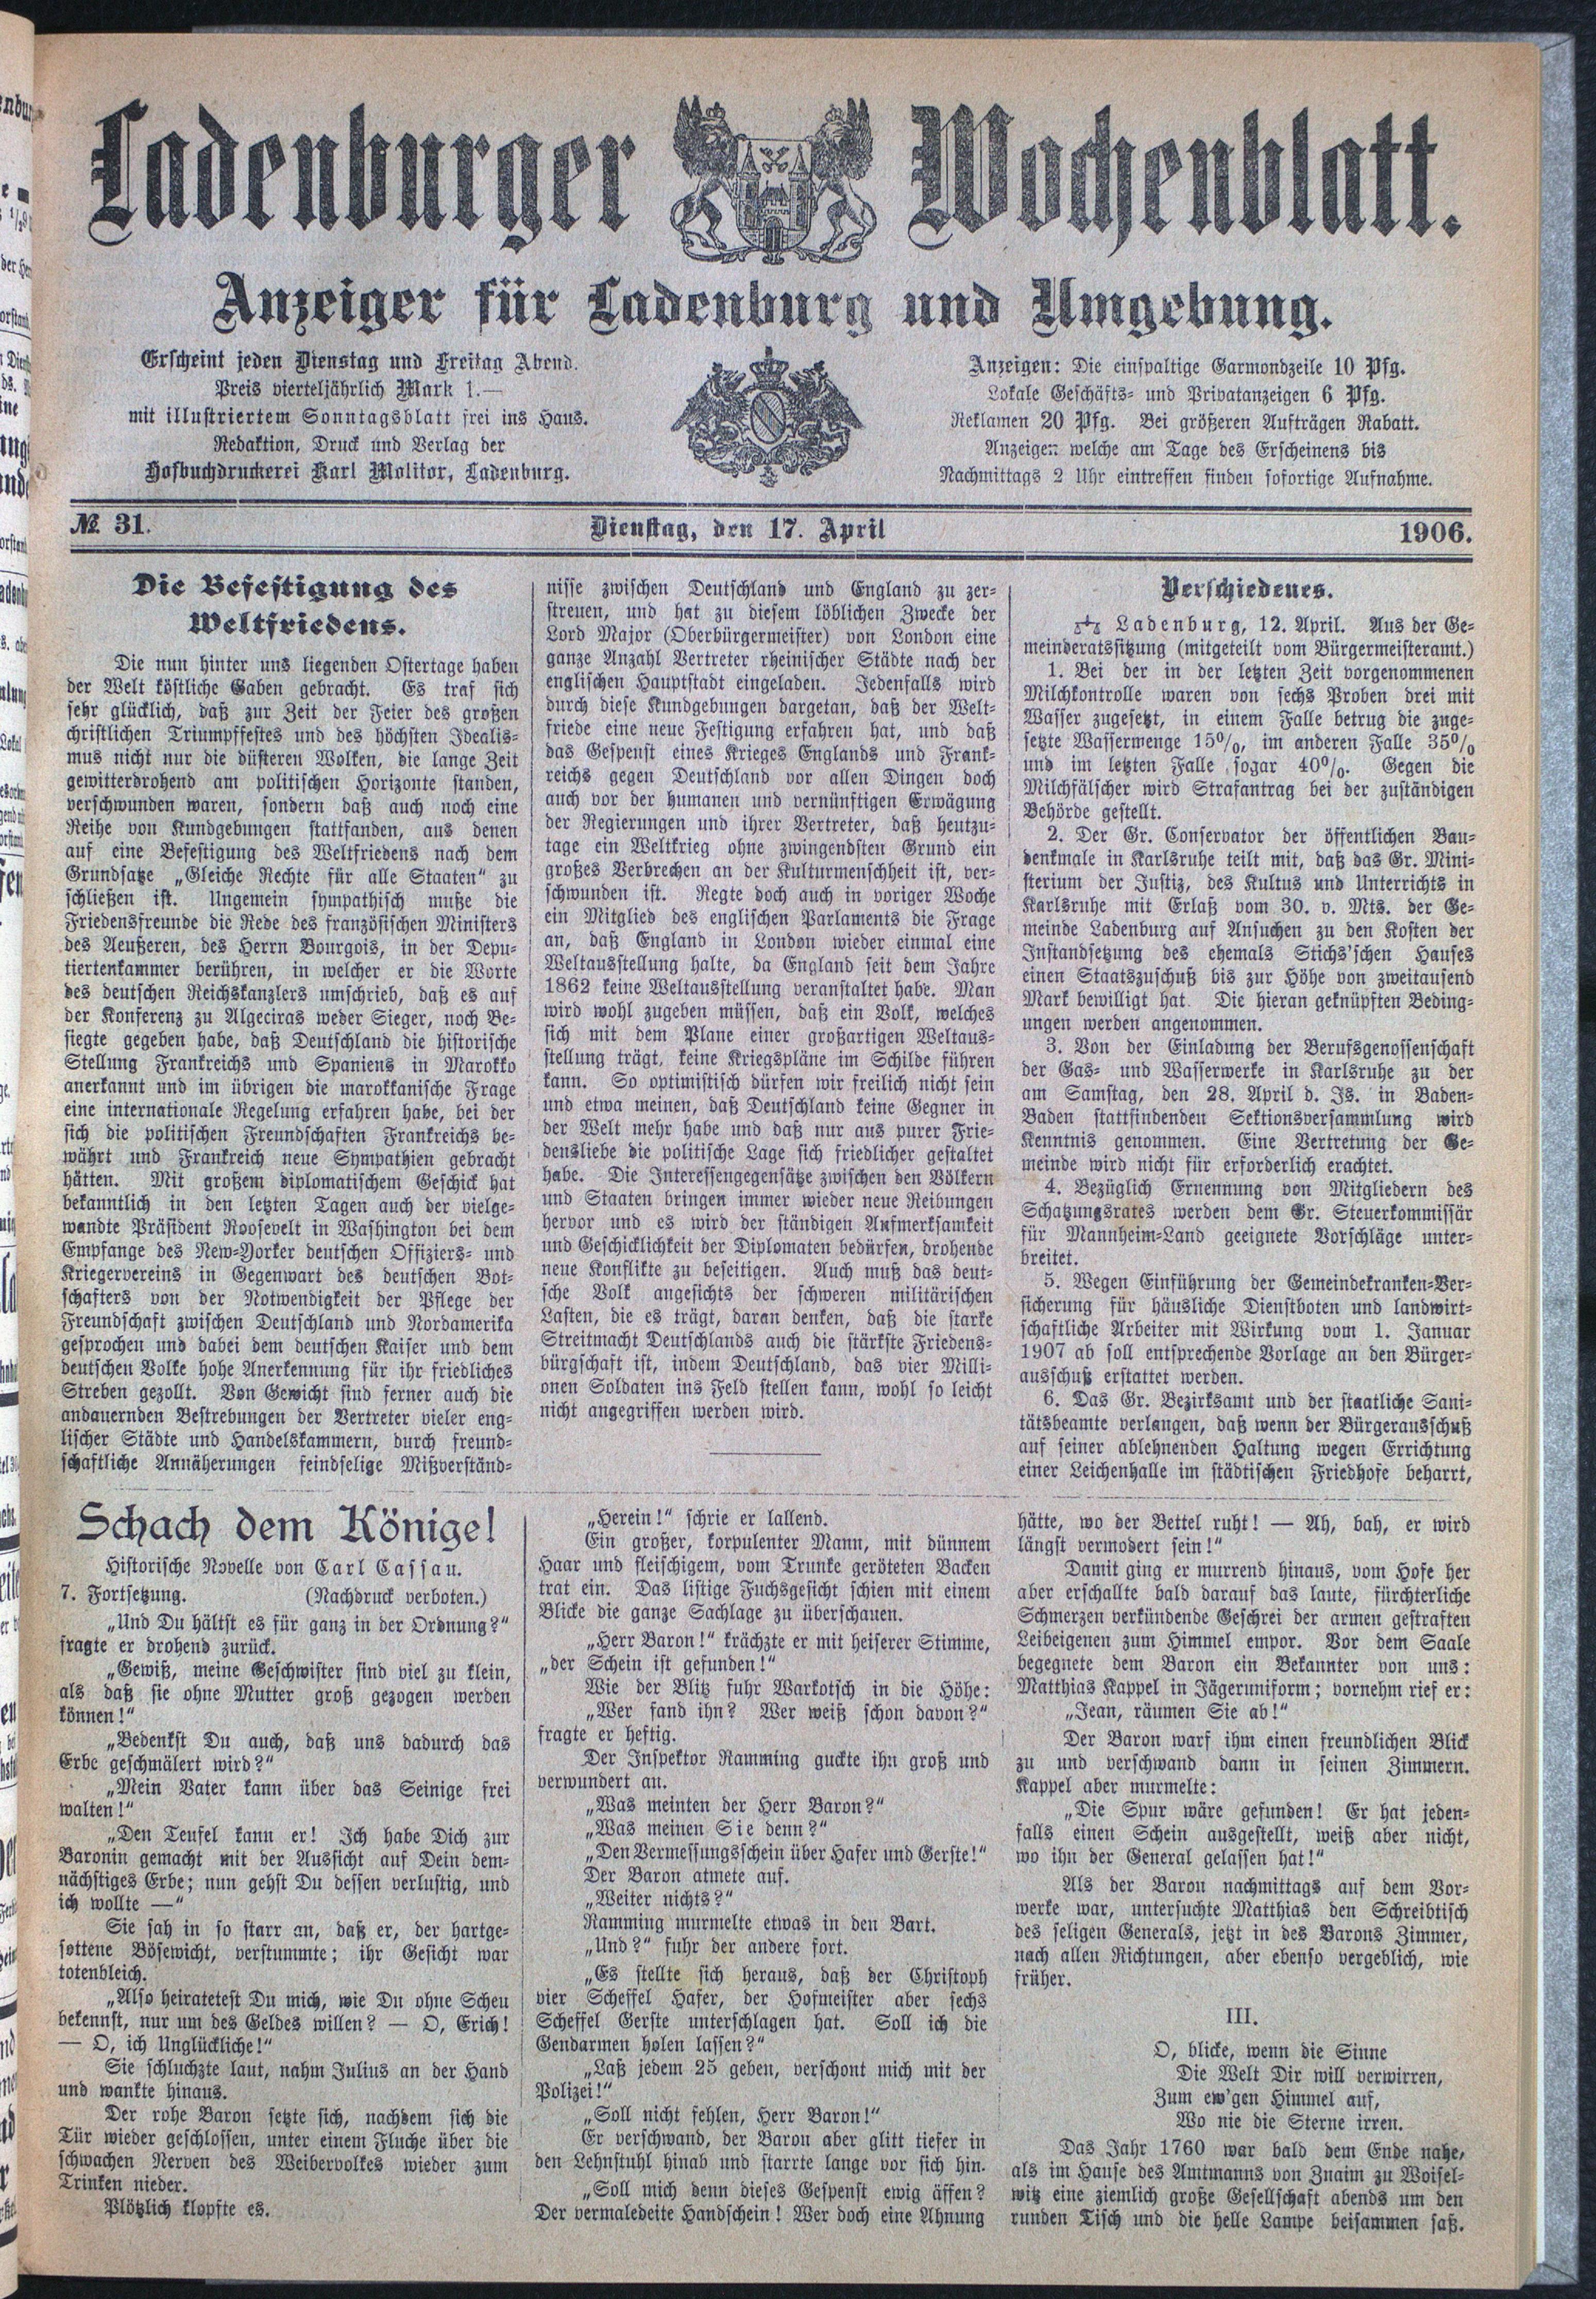 Ladenburger Wochenblatt.
Anzeiger für Ladenburg und Umgebung.
Erscheint jeden Dienstag und Freitag Abend.
Preis vierteljährlich Mark 1.—
mit illustriertem Sonntagsblatt frei ins Haus.
Redaktion, Druck und Verlag der
Hofbuchdruckerei Karl Molitor, Ladenburg.
Anzeigen: Die einspaltige Garmondzeile 10 Pfg.
Lokale Geschäfts- und Privatanzeigen 6 Pfg.
Reklamen 20 Pfg. Bei größeren Aufträgen Rabatt.
Anzeigen welche am Tage des Erscheinens bis
Nachmittags 2 Uhr eintreffen finden sofortige Aufnahme.
№ 31. Dienstag, den 17. April 1906.
Die Befestigung des
Weltfriedens.
Die nun hinter uns liegenden Ostertage haben
der Welt köstliche Gaben gebracht. Es traf sich
sehr glücklich, daß zur Zeit der Feier des großen
christlichen Triumpffestes und des höchsten Idealis-
mus nicht nur die düsteren Wolken, die lange Zeit
gewitterdrohend am politischen Horizonte standen,
verschwunden waren, sondern daß auch noch eine
Reihe von Kundgebungen stattfanden, aus denen
auf eine Befestigung des Weltfriedens nach dem
Grundsatze „Gleiche Rechte für alle Staaten“ zu
schließen ist. Ungemein sympathisch muße die
Friedensfreunde die Rede des französischen Ministers
des Aeußeren, des Herrn Bourgois, in der Depu-
tiertenkammer berühren, in welcher er die Worte
des deutschen Reichskanzlers umschrieb, daß es auf
der Konferenz zu Algeciras weder Sieger, noch Be-
siegte gegeben habe, daß Deutschland die historische
Stellung Frankreichs und Spaniens in Marokko
anerkannt und im übrigen die marokkanische Frage
eine internationale Regelung erfahren habe, bei der
sich die politischen Freundschaften Frankreichs be-
währt und Frankreich neue Sympathien gebracht
hätten. Mit großem diplomatischem Geschick hat
bekanntlich in den letzten Tagen auch der vielge-
wandte Präsident Roosevelt in Washington bei dem
Empfange des New-Yorker deutschen Offiziers- und
Kriegervereins in Gegenwart des deutschen Bot-
schafters von der Notwendigkeit der Pflege der
Freundschaft zwischen Deutschland und Nordamerika
gesprochen und dabei dem deutschen Kaiser und dem
deutschen Volke hohe Anerkennung für ihr friedliches
Streben gezollt. Von Gewicht sind ferner auch die
andauernden Bestrebungen der Vertreter vieler eng-
lischer Städte und Handelskammern, durch freund-
schaftliche Annäherungen feindselige Mißverständ-
nisse zwischen Deutschland und England zu zer-
streuen, und hat zu diesem löblichen Zwecke der
Lord Major (Oberbürgermeister) von London eine
ganze Anzahl Vertreter rheinischer Städte nach der
englischen Hauptstadt eingeladen. Jedenfalls wird
durch diese Kundgebungen dargetan, daß der Welt-
friede eine neue Festigung erfahren hat, und daß
das Gespenst eines Krieges Englands und Frank-
reichs gegen Deutschland vor allen Dingen doch
auch vor der humanen und vernünftigen Erwägung
der Regierungen und ihrer Vertreter, daß heutzu-
tage ein Weltkrieg ohne zwingendsten Grund ein
großes Verbrechen an der Kulturmenschheit ist, ver-
schwunden ist. Regte doch auch in voriger Woche
ein Mitglied des englischen Parlaments die Frage
an, daß England in London wieder einmal eine
Weltausstellung halte, da England seit dem Jahre
1862 keine Weltausstellung veranstaltet habe. Man
wird wohl zugeben müssen, daß ein Volk, welches
sich mit dem Plane einer großartigen Weltaus-
stellung trägt, keine Kriegspläne im Schilde führen
kann. So optimistisch dürfen wir freilich nicht sein
und etwa meinen, daß Deutschland keine Gegner in
der Welt mehr habe und daß nur aus purer Frie-
densliebe die politische Lage sich friedlicher gestaltet
habe. Die Interessengegensätze zwischen den Völkern
und Staaten bringen immer wieder neue Reibungen
hervor und es wird der ständigen Aufmerksamkeit
und Geschicklichkeit der Diplomaten bedürfen, drohende
neue Konflikte zu beseitigen. Auch muß das deut-
sche Volk angesichts der schweren militärischen
Lasten, die es trägt, daran denken, daß die starke
Streitmacht Deutschlands auch die stärkste Friedens-
bürgschaft ist, indem Deutschland, das vier Milli-
onen Soldaten ins Feld stellen kann, wohl so leicht
nicht angegriffen werden wird.
Verschiedenes.
Ladenburg, 12. April. Aus der Ge-
meinderatssitzung (mitgeteilt vom Bürgermeisteramt.)
1. Bei der in der letzten Zeit vorgenommenen
Milchkontrolle waren von sechs Proben drei mit
Wasser zugesetzt, in einem Falle betrug die zuge-
setzte Wassermenge 15%, im anderen Falle 35%
und im letzten Falle sogar 40%. Gegen die
Milchfälscher wird Strafantrag bei der zuständigen
Behörde gestellt.
2. Der Gr. Conservator der öffentlichen Bau-
denkmale in Karlsruhe teilt mit, daß das Gr. Mini-
sterium der Justiz, des Kultus und Unterrichts in
Karlsruhe mit Erlaß vom 30. v. Mts. der Ge-
meinde Ladenburg auf Ansuchen zu den Kosten der
Instandsetzung des ehemals Stichs'schen Hauses
einen Staatszuschuß bis zur Höhe von zweitausend
Mark bewilligt hat. Die hieran geknüpften Beding-
ungen werden angenommen.
3. Von der Einladung der Berufsgenossenschaft
der Gas- und Wasserwerke in Karlsruhe zu der
am Samstag, den 28. April d. Js. in Baden-
Baden stattfindenden Sektionsversammlung wird
Kenntnis genommen. Eine Vertretung der Ge-
meinde wird nicht für erforderlich erachtet.
4. Bezüglich Ernennung von Mitgliedern des
Schatzungsrates werden dem Gr. Steuerkommissär
für Mannheim-Land geeignete Vorschläge unter-
breitet.
5. Wegen Einführung der Gemeindekranken-Ver-
sicherung für häusliche Dienstboten und landwirt-
schaftliche Arbeiter mit Wirkung vom 1. Januar
1907 ab soll entsprechende Vorlage an den Bürger-
ausschuß erstattet werden.
6. Das Gr. Bezirksamt und der staatliche Sani-
tätsbeamte verlangen, daß wenn der Bürgerausschuß
auf seiner ablehnenden Haltung wegen Errichtung
einer Leichenhalle im städtischen Friedhofe beharrt,
Schach dem Könige!
Historische Novelle von Carl Cassau.
7. Fortsetzung. (Nachdruck verboten.)
„Und Du hältst es für ganz in der Ordnung?“
fragte er drohend zurück.
„Gewiß, meine Geschwister sind viel zu klein,
als daß sie ohne Mutter groß gezogen werden
können!“
„Bedenkst Du auch, daß uns dadurch das
Erbe geschmälert wird?“
„Mein Vater kann über das Seinige frei
walten!“
„Den Teufel kann er! Ich habe Dich zur
Baronin gemacht mit der Aussicht auf Dein dem-
nächstiges Erbe; nun gehst Du dessen verlustig, und
ich wollte —“
Sie sah in so starr an, daß er, der hartge-
sottene Bösewicht, verstummte; ihr Gesicht war
totenbleich.
„Also heiratetest Du mich, wie Du ohne Scheu
bekennst, nur um des Geldes willen? — O, Erich!
— O, ich Unglückliche!“
Sie schluchzte laut, nahm Julius an der Hand
und wankte hinaus.
Der rohe Baron setzte sich, nachdem sich die
Tür wieder geschlossen, unter einem Fluche über die
schwachen Nerven des Weibervolkes wieder zum
Trinken nieder.
Plötzlich klopfte es.
„Herein!“ schrie er lallend.
Ein großer, korpulenter Mann, mit dünnem
Haar und fleischigem, vom Trunke geröteten Backen
trat ein. Das listige Fuchsgesicht schien mit einem
Blicke die ganze Sachlage zu überschauen.
„Herr Baron!“ krächzte er mit heiserer Stimme,
„der Schein ist gefunden!“
Wie der Blitz fuhr Warkotsch in die Höhe:
„Wer fand ihn? Wer weiß schon davon?“
fragte er heftig.
Der Inspektor Ramming guckte ihn groß und
verwundert an.
„Was meinten der Herr Baron?“
„Was meinen Sie denn?“
„Den Vermessungsschein über Hafer und Gerste!“
Der Baron atmete auf.
„Weiter nichts?“
Ramming murmelte etwas in den Bart.
„Und?“ fuhr der andere fort.
„Es stellte sich heraus, daß der Christoph
vier Scheffel Hafer, der Hofmeister aber sechs
Scheffel Gerste unterschlagen hat. Soll ich die
Gendarmen holen lassen?“
„Laß jedem 25 geben, verschont mich mit der
Polizei!“
„Soll nicht fehlen, Herr Baron!“
Er verschwand, der Baron aber glitt tiefer in
den Lehnstuhl hinab und starrte lange vor sich hin.
„Soll mich denn dieses Gespenst ewig äffen?
Der vermaledeite Handschein! Wer doch eine Ahnung
hätte, wo der Bettel ruht! — Ah, bah, er wird
längst vermodert sein!“
Damit ging er murrend hinaus, vom Hofe her
aber erschallte bald darauf das laute, fürchterliche
Schmerzen verkündende Geschrei der armen gestraften
Leibeigenen zum Himmel empor. Vor dem Saale
begegnete dem Baron ein Bekannter von uns:
Matthias Kappel in Jägeruniform; vornehm rief er:
„Jean, räumen Sie ab!“
Der Baron warf ihm einen freundlichen Blick
zu und verschwand dann in seinen Zimmern.
Kappel aber murmelte:
„Die Spur wäre gefunden! Er hat jeden-
falls einen Schein ausgestellt, weiß aber nicht,
wo ihn der General gelassen hat!“
Als der Baron nachmittags auf dem Vor-
werke war, untersuchte Matthias den Schreibtisch
des seligen Generals, jetzt in des Barons Zimmer,
nach allen Richtungen, aber ebenso vergeblich, wie
früher.
III.
O, blicke, wenn die Sinne
Die Welt Dir will verwirren,
Zum ew'gen Himmel auf,
Wo nie die Sterne irren.
Das Jahr 1760 war bald dem Ende nahe,
als im Hause des Amtmanns von Znaim zu Woisel-
witz eine ziemlich große Gesellschaft abends um den
runden Tisch und die helle Lampe beisammen saß.